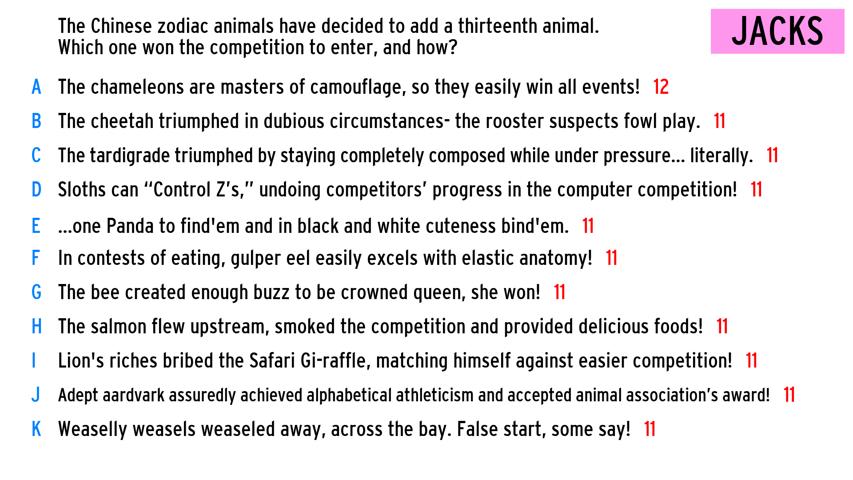 The Chinese zodiac animals have decided to add a thirteenth animal.
Which one won the competition to enter, and how?
JACKS
A The chameleons are masters of camouflage, so they easily win all events! 12
B The cheetah triumphed in dubious circumstances- the rooster suspects fowl play. 11
C The tardigrade triumphed by staying completely composed while under pressure... literally. 11
D Sloths can “Control Z’s,” undoing competitors’ progress in the computer competition! 11
E ...one Panda to find'em and in black and white cuteness bind'em. 11
F In contests of eating, gulper eel easily excels with elastic anatomy! 11
G The bee created enough buzz to be crowned queen, she won! 11
H The salmon flew upstream, smoked the competition and provided delicious foods! 11
I Lion's riches bribed the Safari Gi-raffle, matching himself against easier competition! 11
J Adept aardvark assuredly achieved alphabetical athleticism and accepted animal association’s award! 11
K Weaselly weasels weaseled away, across the bay. False start, some say! 11